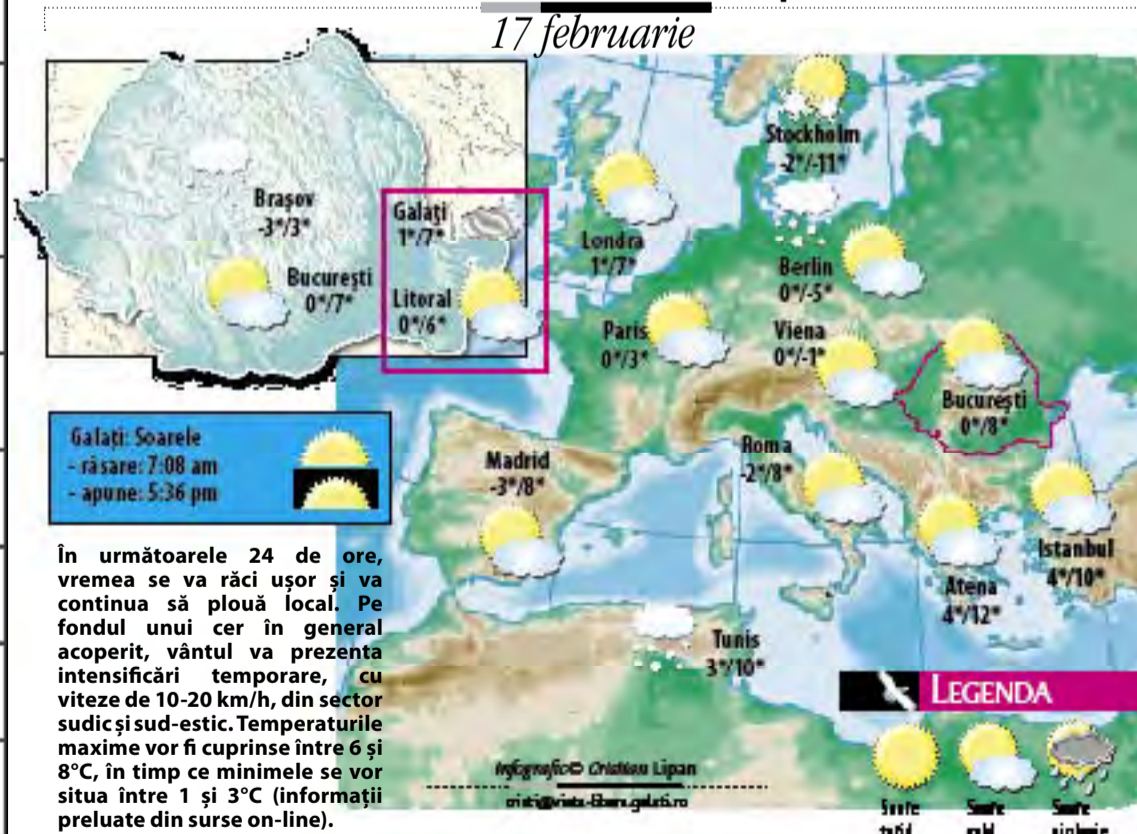 17 februarie
Brașov
-3°/3°
București
0°/7°
Galați
1°/7°
Litoral
0°/6°
Stockholm
-2°/-11°
Londra
1°/7°
Berlin
0°/-5°
Paris
0°/3°
Viena
0°/-1°
București
0°/8°
Madrid
-3°/8°
Roma
-2°/8°
Istanbul
4°/10°
Atena
4°/12°
Tunis
3°/10°
Galați: Soarele
- răsare: 7:08 am
- apune: 5:36 pm
În următoarele 24 de ore,
vremea se va răci ușor și va
continua să plouă local. Pe
fondul unui cer în general
acoperit, vântul va prezenta
intensificări temporare, cu
viteze de 10-20 km/h, din sector
sudic și sud-estic. Temperaturile
maxime vor fi cuprinse între 6 și
8°C, în timp ce minimele se vor
situa între 1 și 3°C (informații
preluate din surse on-line).
LEGENDA
Infografic© Cristian Lipan